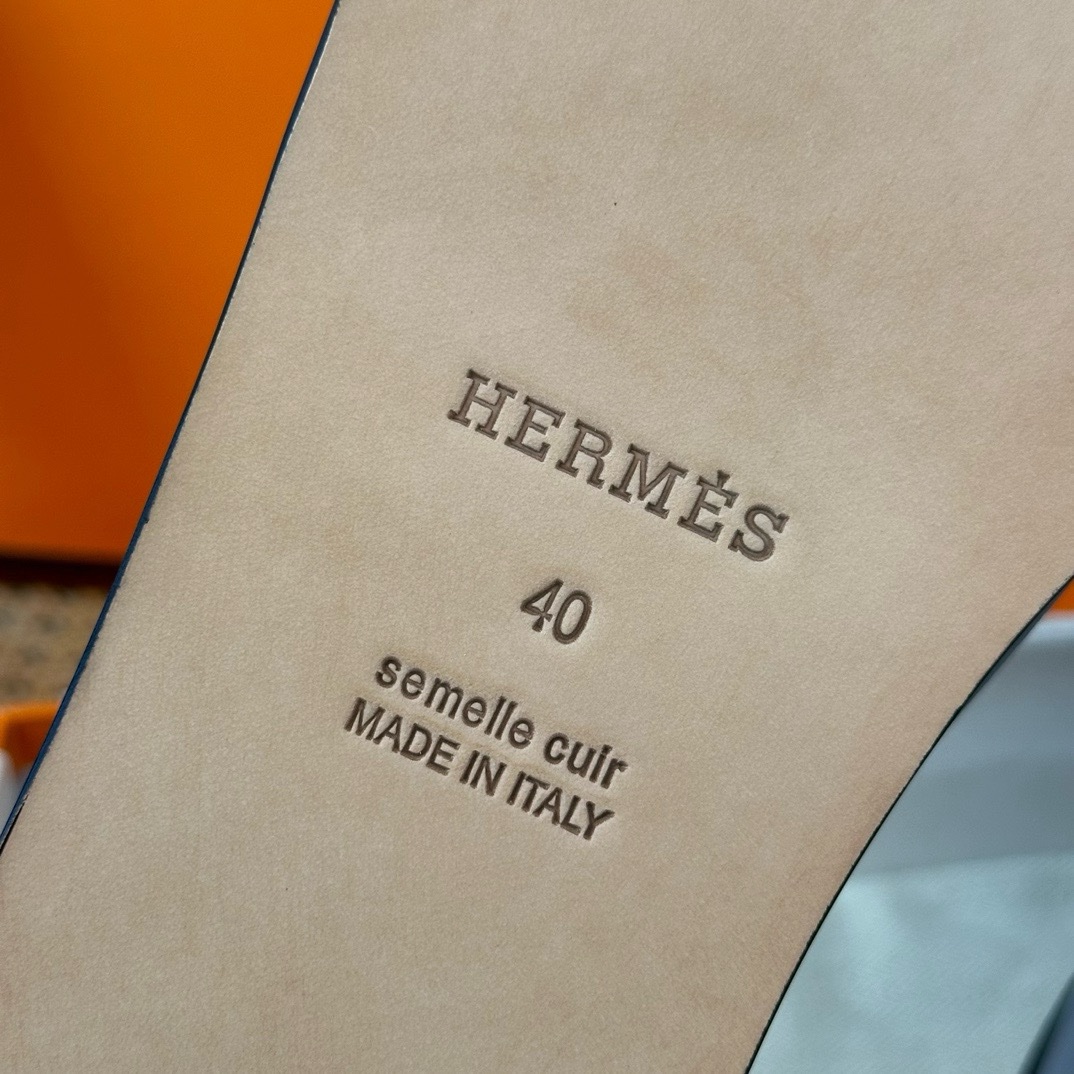 HERMÈS
40
semelle cuir
MADE IN ITALY